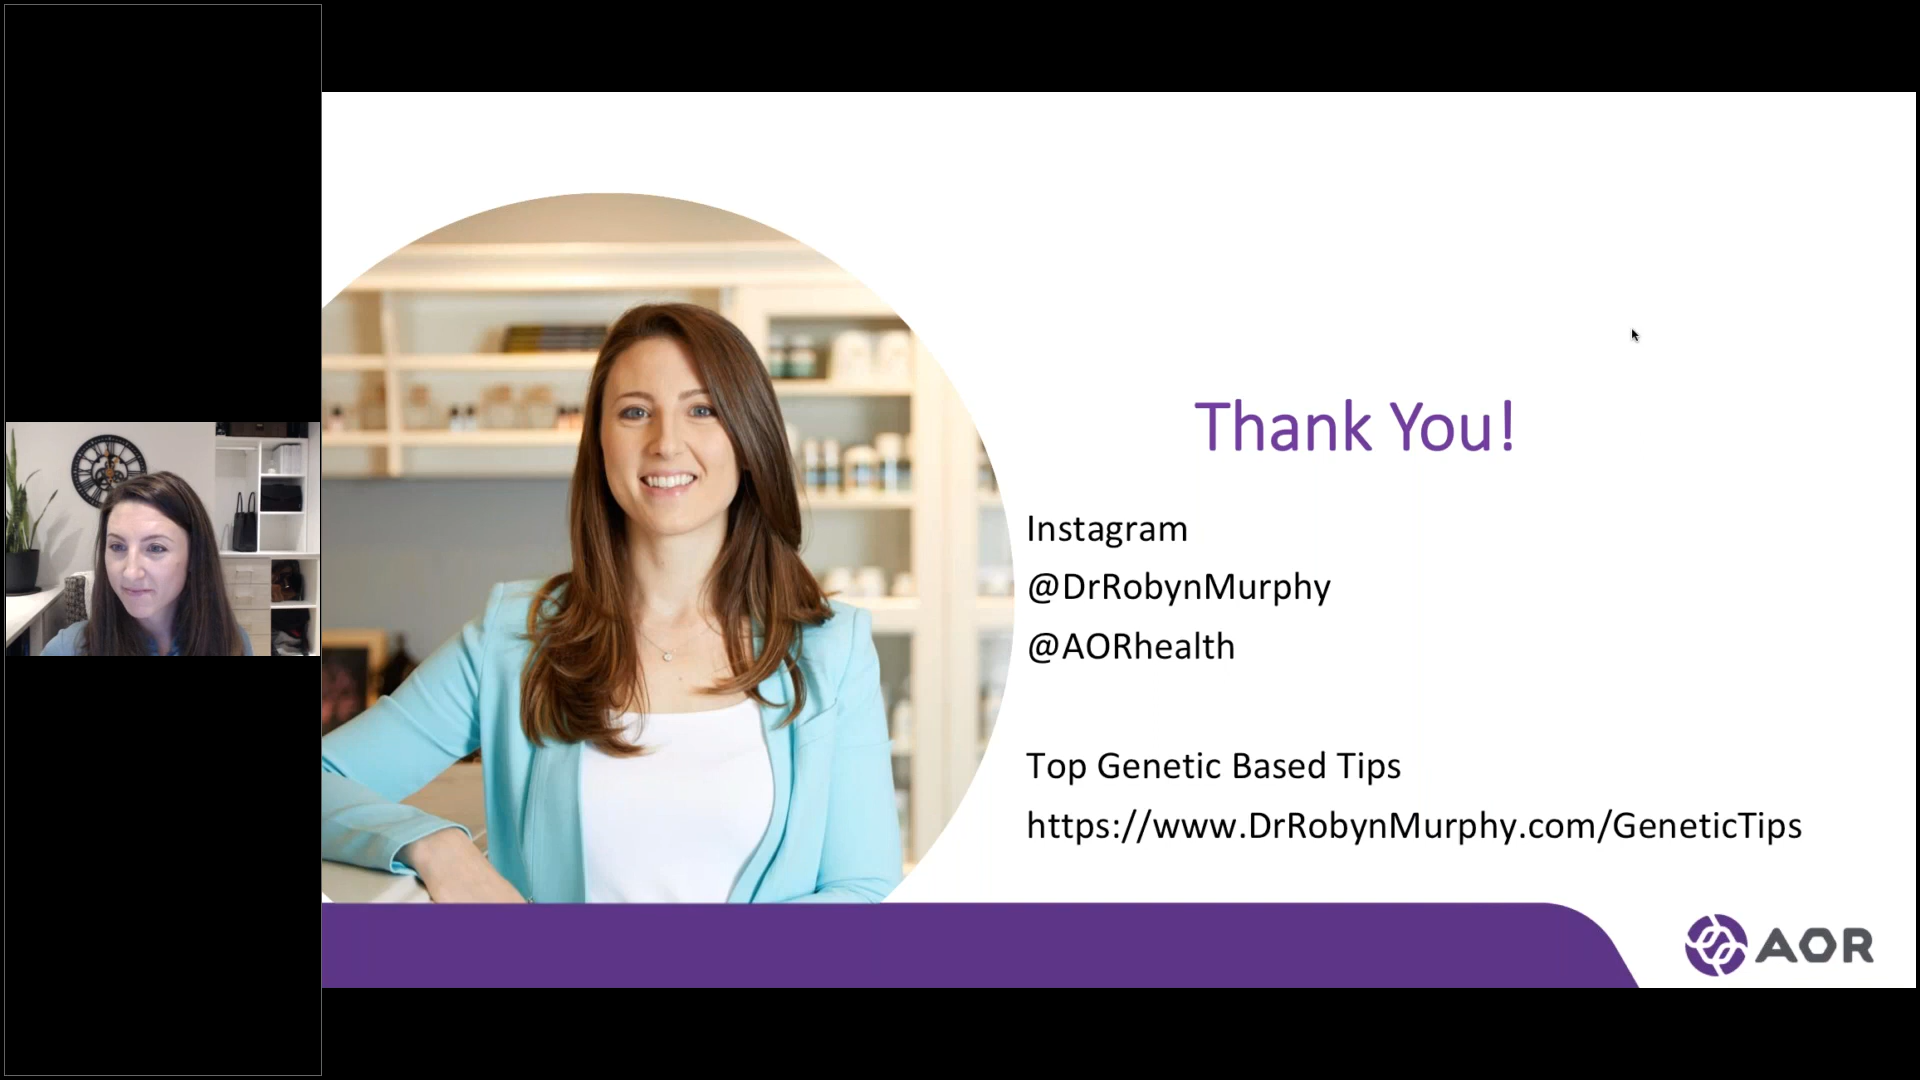 Thank You!
Instagram
@DrRobynMurphy
@AORhealth
Top Genetic Based Tips
https://www.DrRobynMurphy.com/GeneticTips
AOR